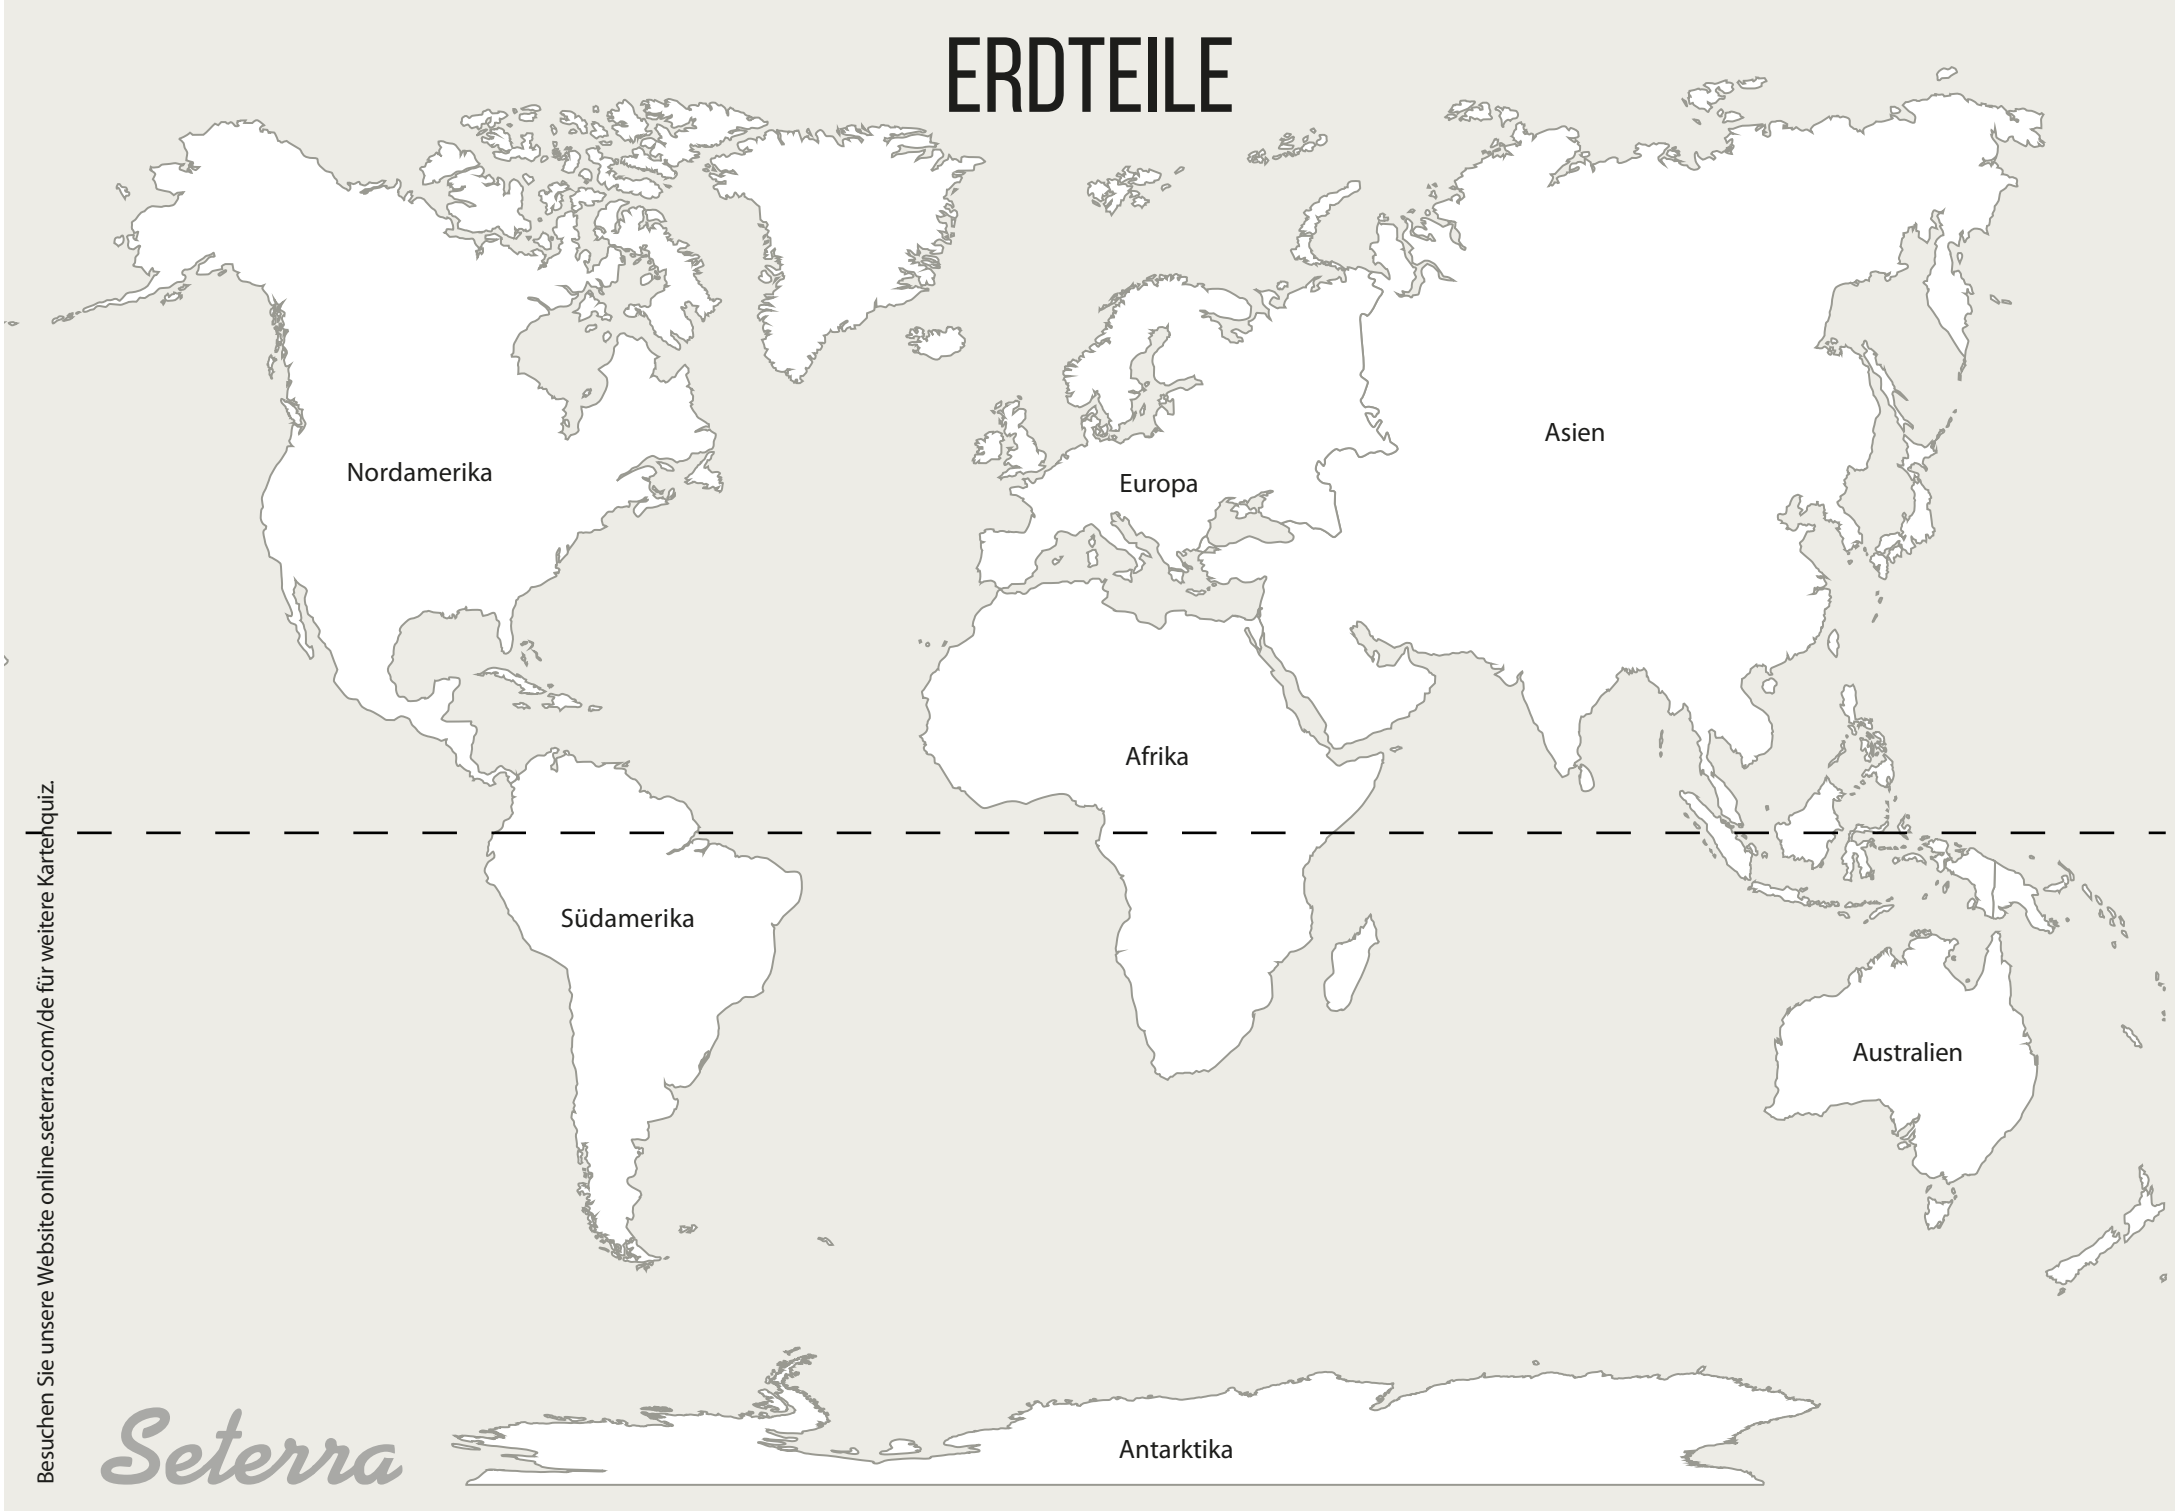 ERDTEILE
Asien
Nordamerika
Europa
Afrika
Südamerika
Australien
Antarktika
Seterra
Besuchen Sie unsere Website online.seterra.com/de für weitere Kartenquiz.